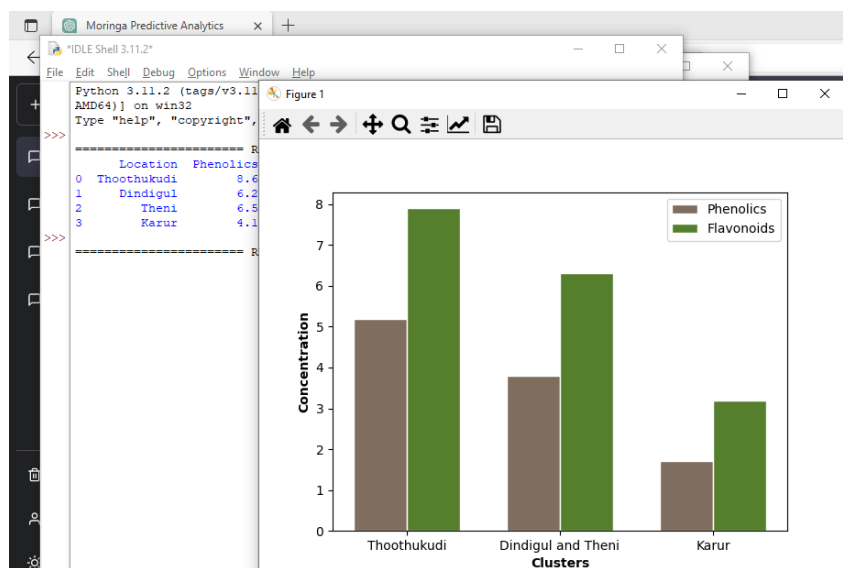 Moringa Predictive Analytics
*IDLE Shell 3.11.2*
File Edit Shell Debug Options Window Help
Python 3.11.2 (tags/v3.11
AMD64)] on win32
Type "help", "copyright",
>>>
======================= R
Location Phenolics
0 Thoothukudi 8.6
1 Dindigul 6.2
2 Theni 6.5
3 Karur 4.1
>>>
======================= R
Figure 1
Phenolics
Flavonoids
8
7
6
5
4
3
2
1
0
Concentration
Thoothukudi Dindigul and Theni Karur
Clusters